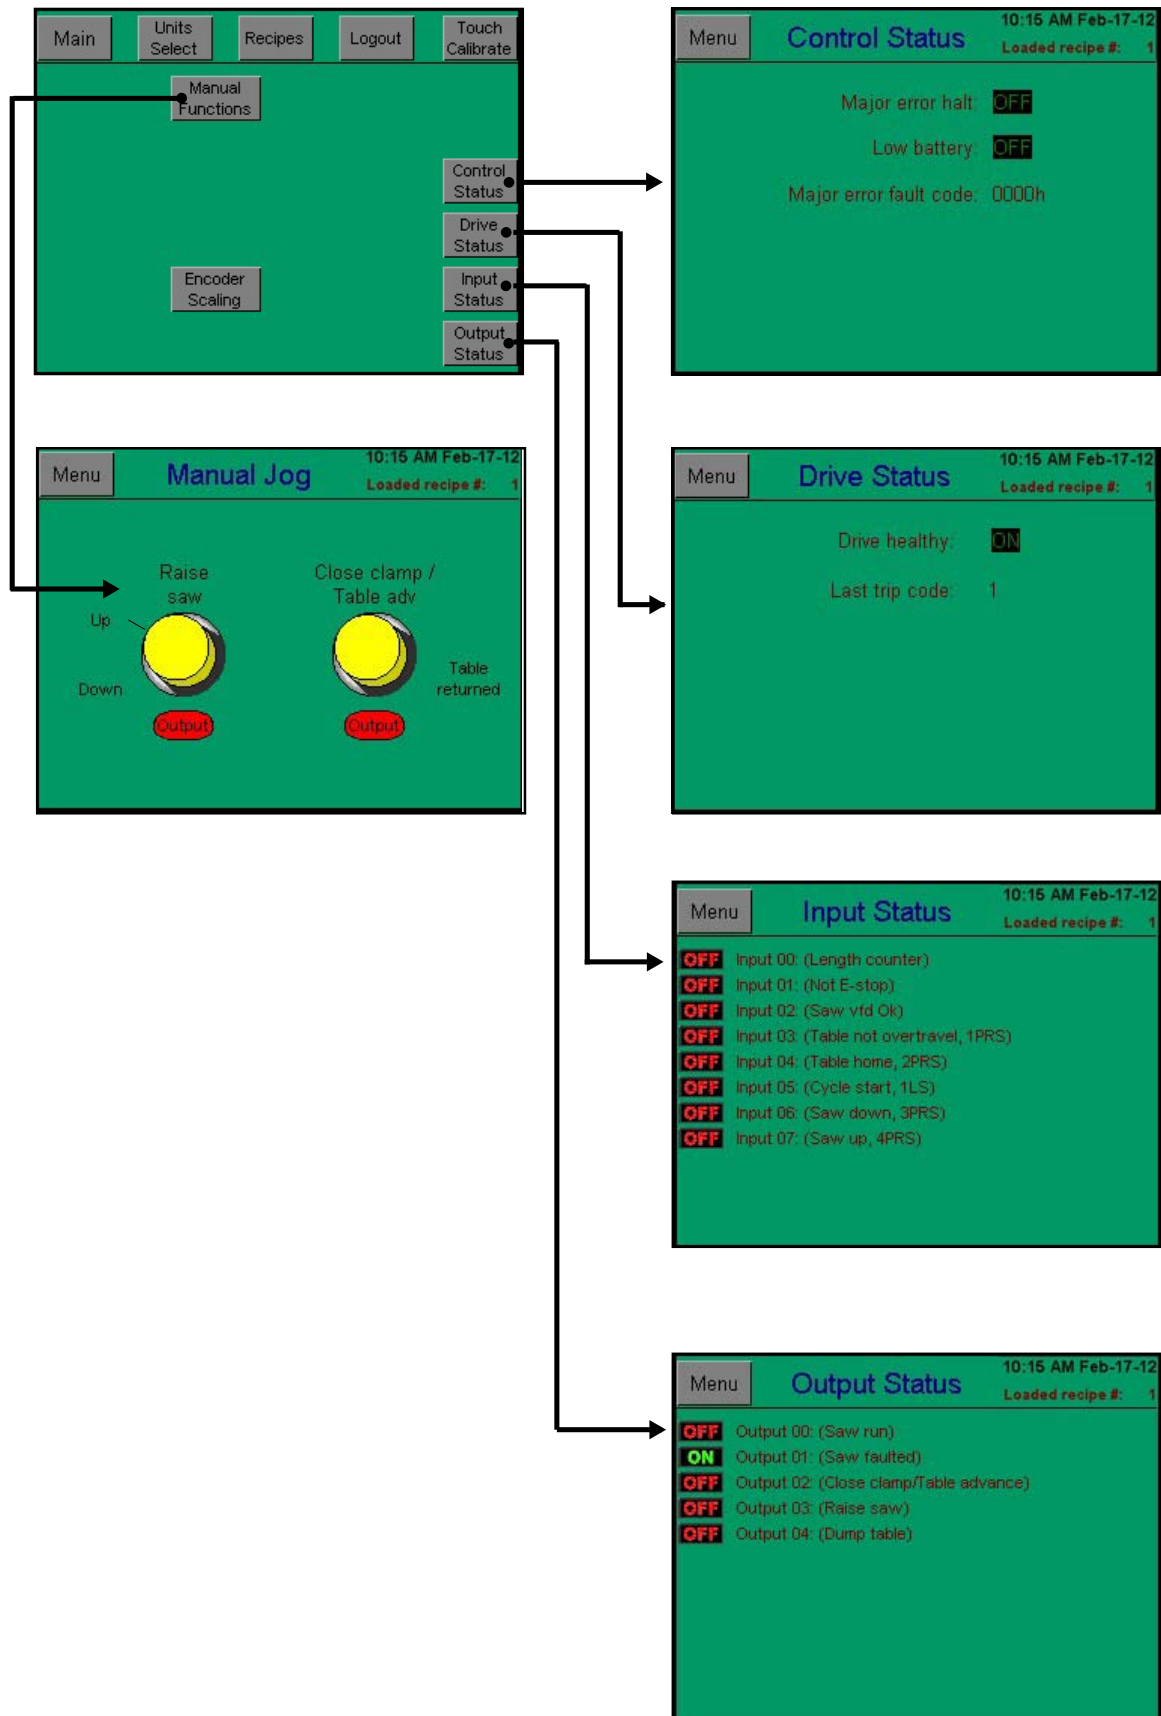 Main
Units
Select
Recipes
Logout
Touch
Calibrate
Manual
Functions
Control
Status
Drive
Status
Encoder
Scaling
Input
Status
Output
Status
Menu
Control Status
10:15 AM Feb-17-12
Loaded recipe #: 1
Major error halt: OFF
Low battery: OFF
Major error fault code: 0000h
Menu
Manual Jog
10:15 AM Feb-17-12
Loaded recipe #: 1
Raise
saw
Close clamp /
Table adv
Up
Down
Table
returned
Output
Output
Menu
Drive Status
10:15 AM Feb-17-12
Loaded recipe #: 1
Drive healthy: ON
Last trip code: 1
Menu
Input Status
10:15 AM Feb-17-12
Loaded recipe #: 1
OFF Input 00: (Length counter)
OFF Input 01: (Not E-stop)
OFF Input 02: (Saw vfd Ok)
OFF Input 03: (Table not overtravel, 1PRS)
OFF Input 04: (Table home, 2PRS)
OFF Input 05: (Cycle start, 1LS)
OFF Input 06: (Saw down, 3PRS)
OFF Input 07: (Saw up, 4PRS)
Menu
Output Status
10:15 AM Feb-17-12
Loaded recipe #: 1
OFF Output 00: (Saw run)
ON Output 01: (Saw faulted)
OFF Output 02: (Close clamp/Table advance)
OFF Output 03: (Raise saw)
OFF Output 04: (Dump table)